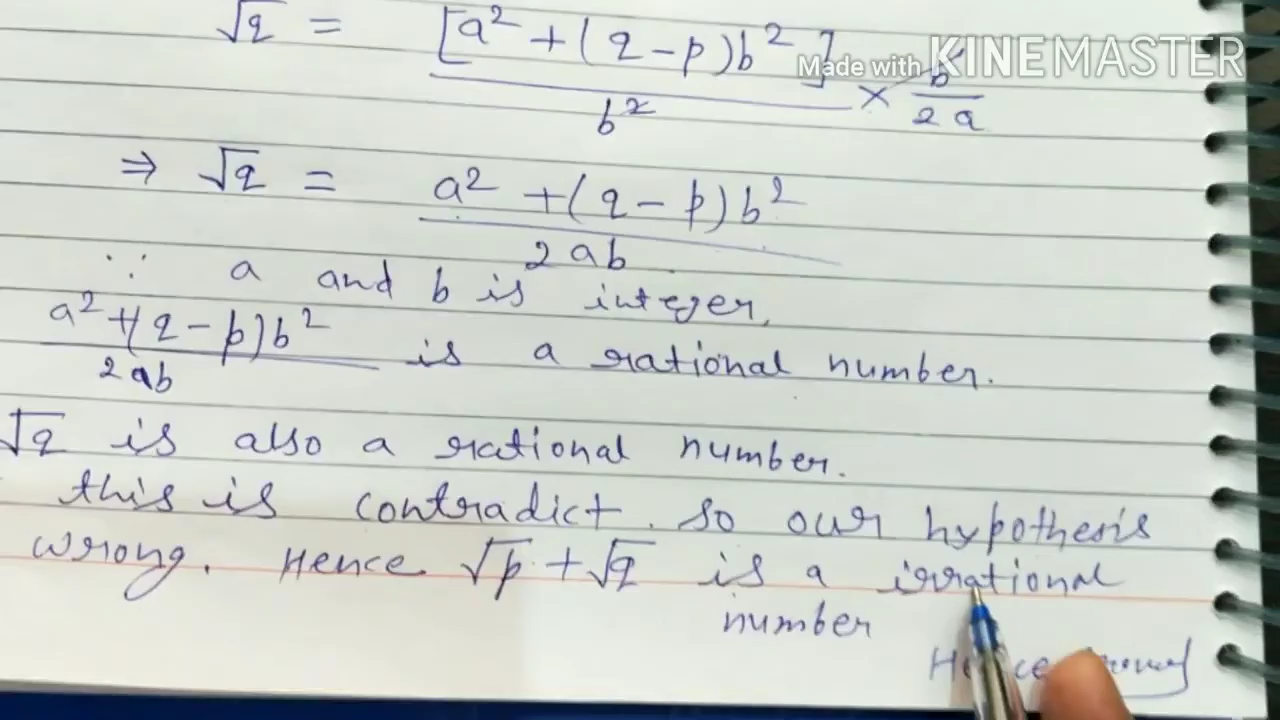 √q = [a² + (q - p)b²] / b² × b / 2a
Made with KINEMASTER
⇒ √q = a² + (q - p)b² / 2ab
∵ a and b is integer,
a² + (q - p)b² / 2ab is a rational number.
√q is also a rational number.
this is contradict. so our hypothesis
wrong. Hence √p + √q is a irrational
number
Hence